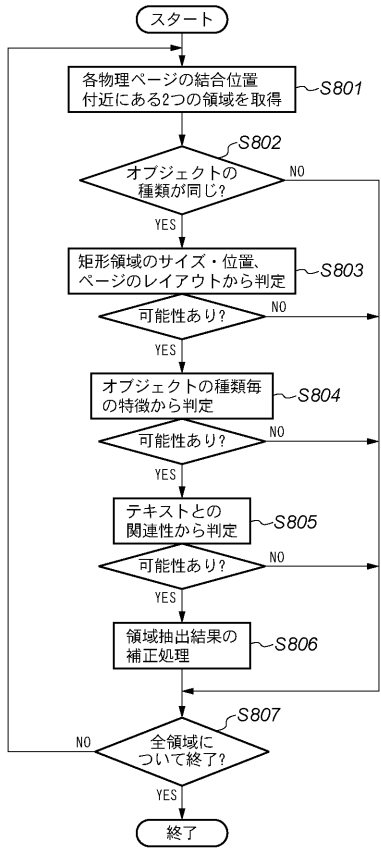 スタート
各物理ページの結合位置
付近にある2つの領域を取得
S801
オブジェクトの
種類が同じ?
S802
NO
YES
矩形領域のサイズ・位置、
ページのレイアウトから判定
S803
可能性あり?
NO
YES
オブジェクトの種類毎
の特徴から判定
S804
可能性あり?
NO
YES
テキストとの
関連性から判定
S805
可能性あり?
NO
YES
領域抽出結果の
補正処理
S806
全領域に
ついて終了?
S807
NO
YES
終了